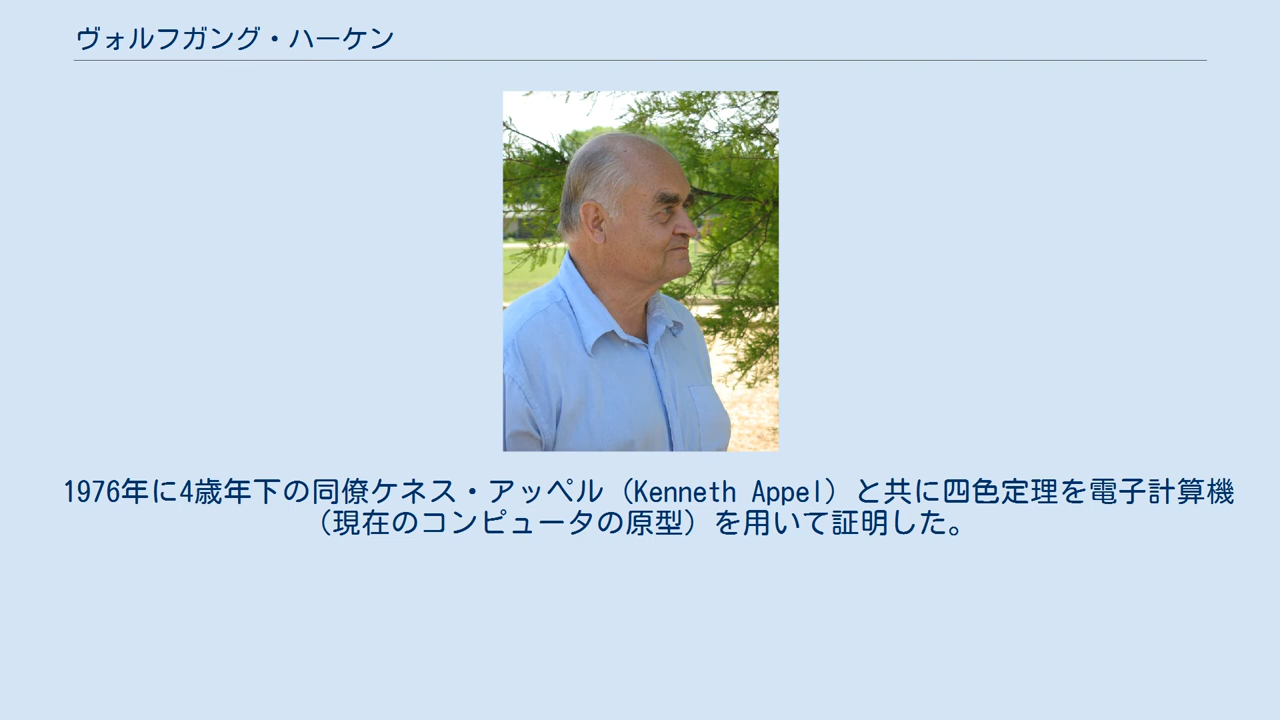 ヴォルフガング・ハーケン
1976年に4歳年下の同僚ケネス・アッペル（Kenneth Appel）と共に四色定理を電子計算機
（現在のコンピュータの原型）を用いて証明した。